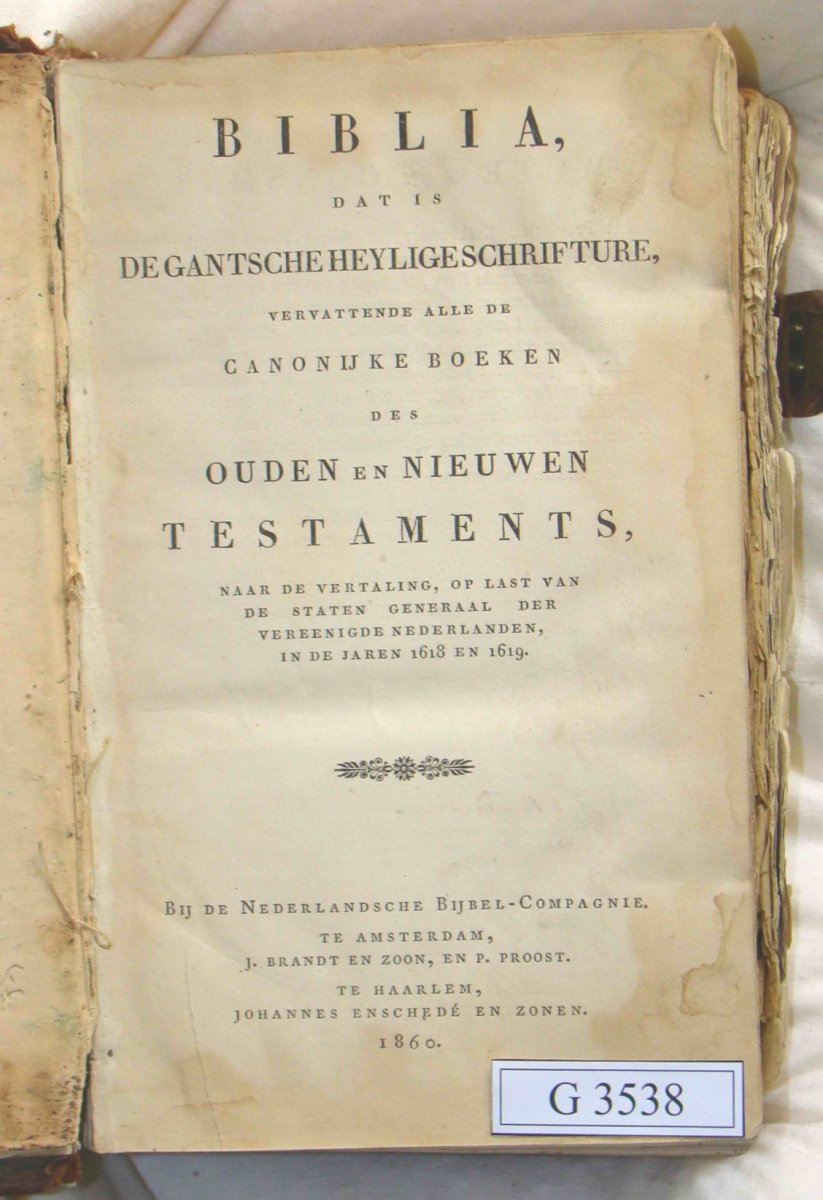 BIBLIA,
DAT IS
DE GANTSCHE HEYLIGE SCHRIFTURE,
VERVATTENDE ALLE DE
CANONIJKE BOEKEN
DES
OUDEN EN NIEUWEN
TESTAMENTS,
NAAR DE VERTALING, OP LAST VAN
DE STATEN GENERAAL DER
VEREENIGDE NEDERLANDEN,
IN DE JAREN 1618 EN 1619.
BIJ DE NEDERLANDSCHE BIJBEL-COMPAGNIE.
TE AMSTERDAM,
J. BRANDT EN ZOON, EN P. PROOST.
TE HAARLEM,
JOHANNES ENSCHEDÉ EN ZONEN.
1860.
G 3538